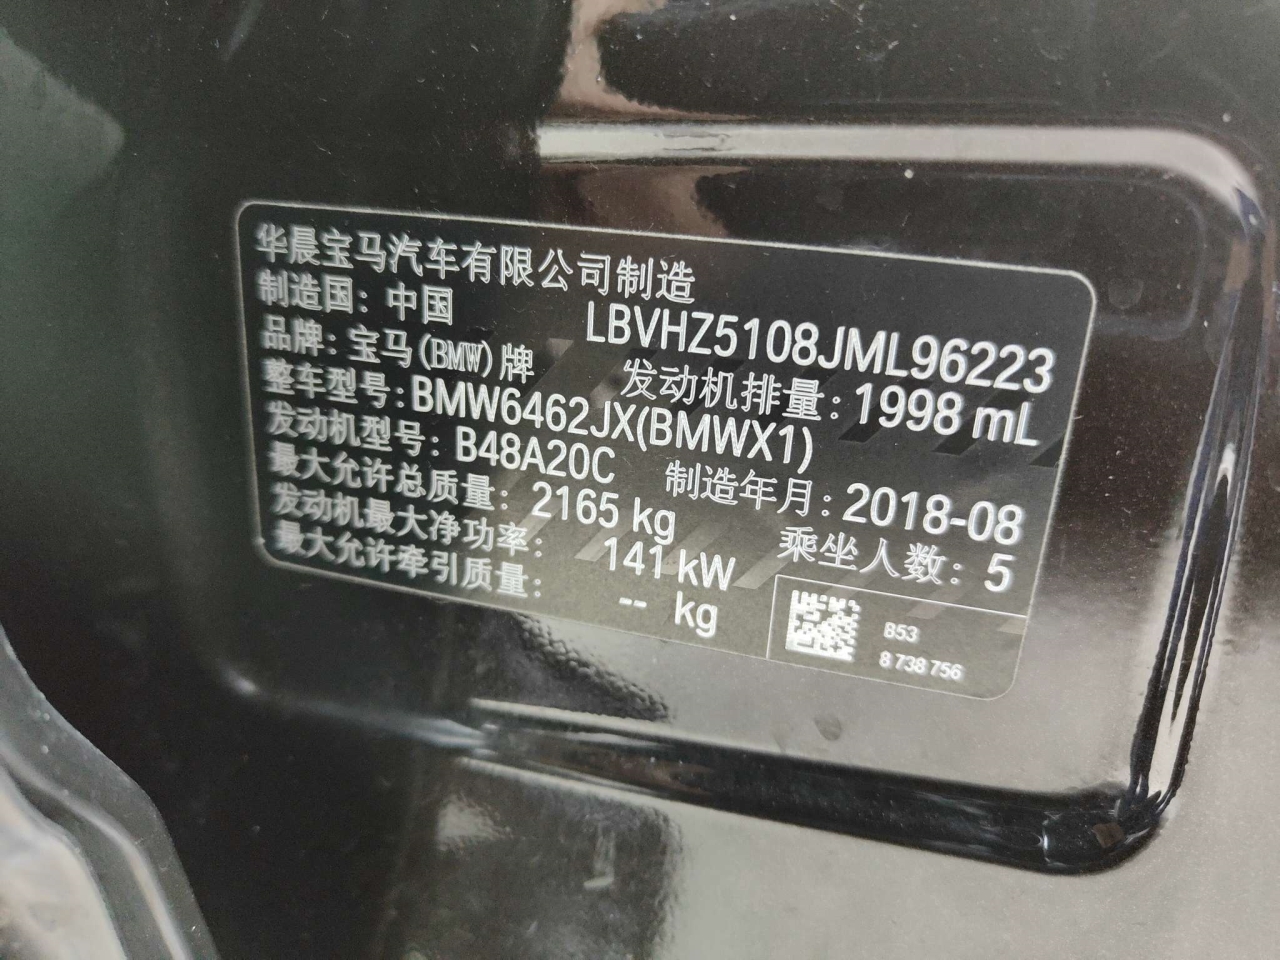 华晨宝马汽车有限公司制造
制造国：中国
LBVHZ5108JML96223
品牌：宝马(BMW)牌
发动机排量：1998 mL
整车型号：BMW6462JX(BMWX1)
发动机型号：B48A20C
制造年月：2018-08
最大允许总质量：2165 kg
乘坐人数：5
发动机最大净功率：141 kW
最大允许牵引质量：-- kg
B53
8 738 756